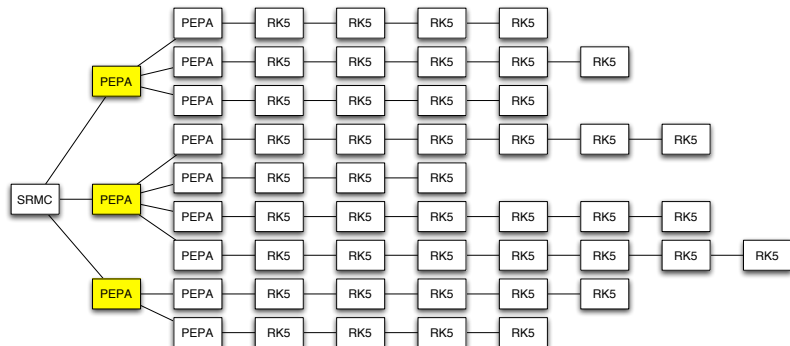 PEPA RK5 RK5 RK5 RK5
PEPA RK5 RK5 RK5 RK5 RK5
PEPA
PEPA RK5 RK5 RK5 RK5
PEPA RK5 RK5 RK5 RK5 RK5 RK5
PEPA RK5 RK5 RK5
SRMC PEPA
PEPA RK5 RK5 RK5 RK5 RK5 RK5
PEPA RK5 RK5 RK5 RK5 RK5 RK5 RK5
PEPA PEPA RK5 RK5 RK5 RK5 RK5
PEPA RK5 RK5 RK5 RK5